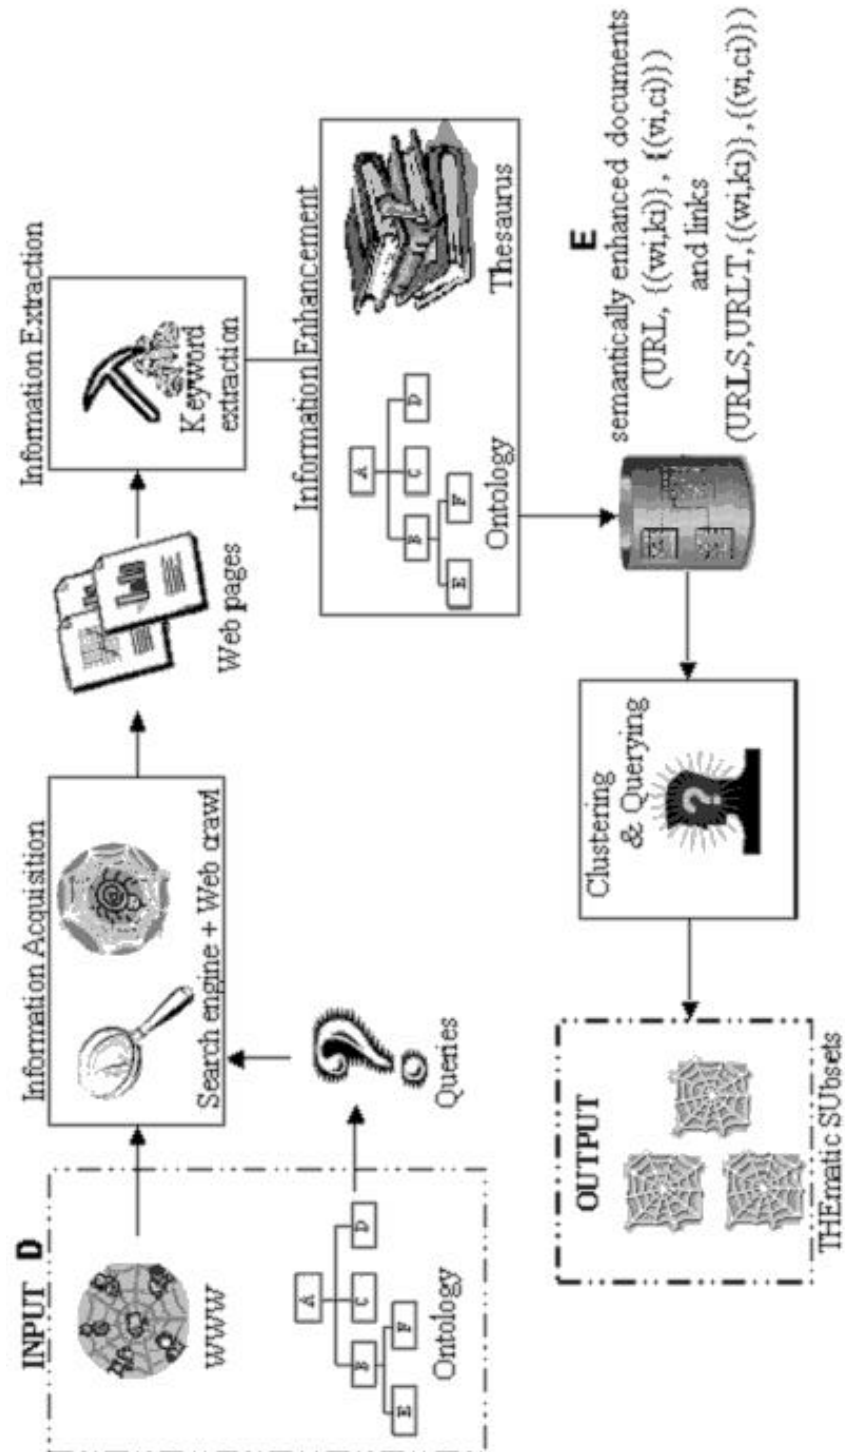 INPUT D
WWW
A
B
C
D
E
F
Ontology
Information Acquisition
Search engine + Web crawl
Queries
Web pages
Information Extraction
Keyword
extraction
Information Enhancement
A
B
C
D
E
F
Ontology
Thesaurus
E
semantically enhanced documents
(URL, {(wi,ki)}, {(vi,ci)})
and links
(URLS,URLT,{(wi,ki)},{(vi,ci)})
Clustering
& Querying
?
OUTPUT
THEmatic SUbsets